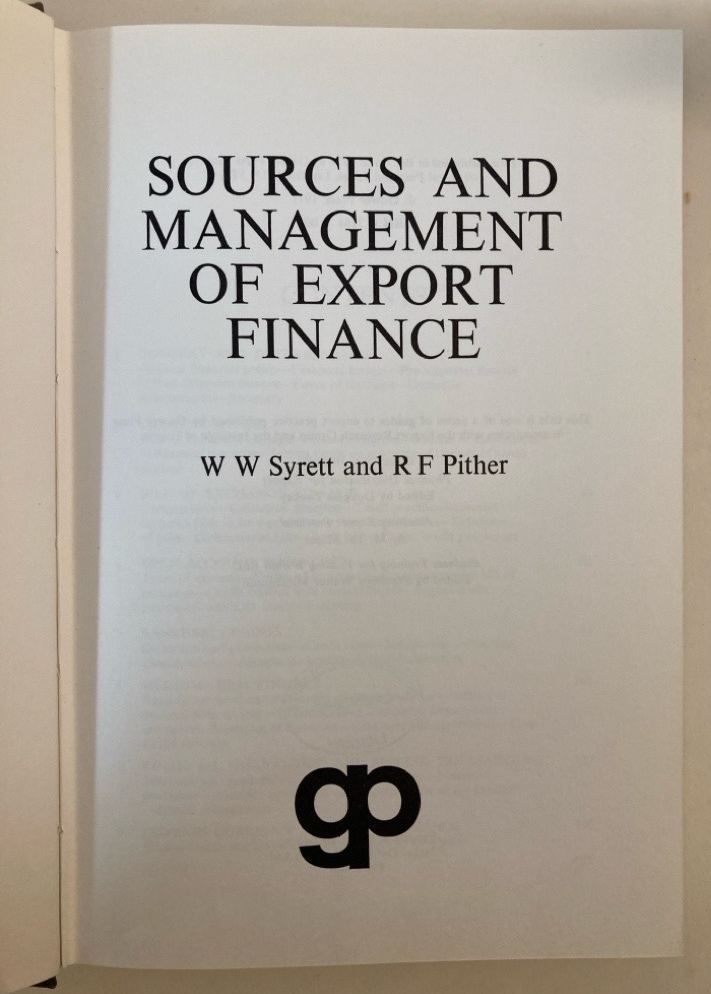 SOURCES AND
MANAGEMENT
OF EXPORT
FINANCE
W W Syrett and R F Pither
gp